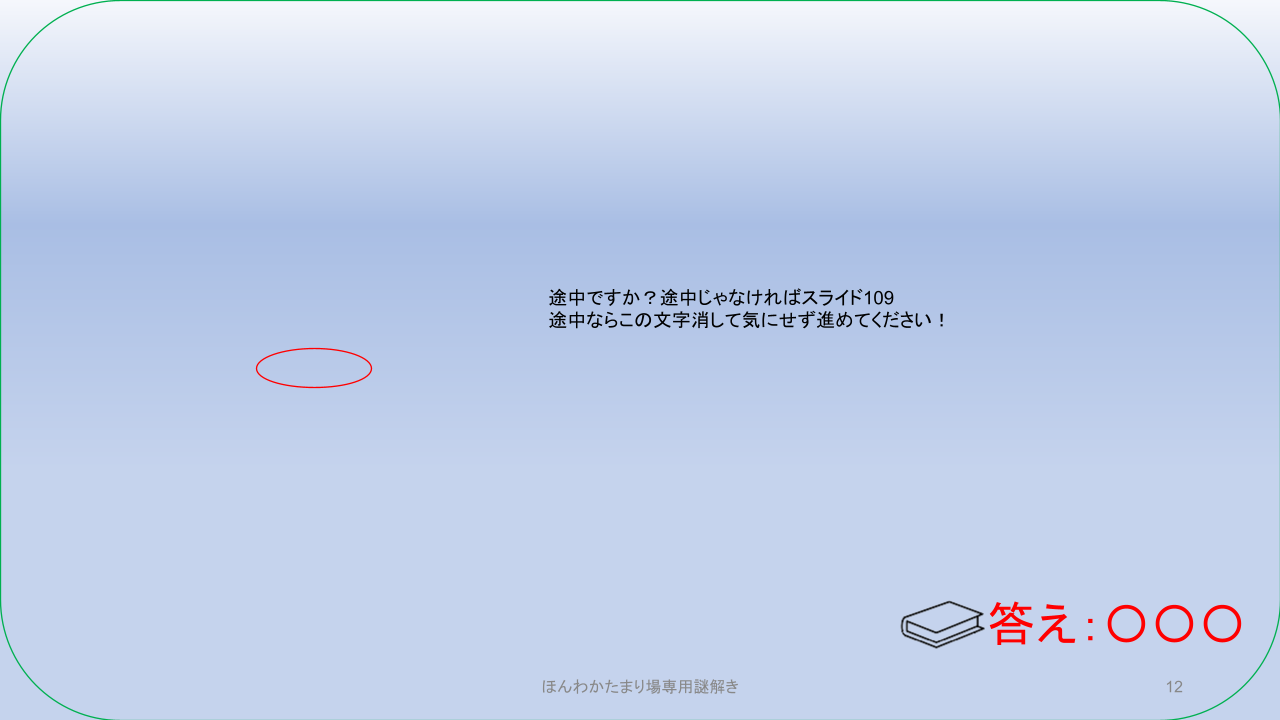 途中ですか？途中じゃなければスライド109
途中ならこの文字消して気にせず進めてください！
答え:〇〇〇
ほんわかたまり場専用謎解き
12